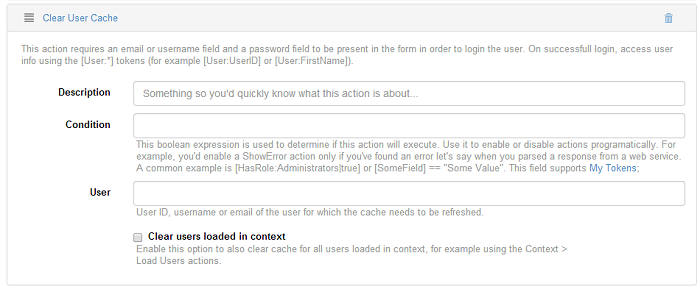 Clear User Cache
This action requires an email or username field and a password field to be present in the form in order to login the user. On successfull login, access user
info using the [User:*] tokens (for example [User:UserID] or [User:FirstName]).
Description
Something so you'd quickly know what this action is about...
Condition
This boolean expression is used to determine if this action will execute. Use it to enable or disable actions programatically. For
example, you'd enable a ShowError action only if you've found an error let's say when you parsed a response from a web service.
A common example is [HasRole:Administrators|true] or [SomeField] == "Some Value". This field supports My Tokens;
User
User ID, username or email of the user for which the cache needs to be refreshed.
Clear users loaded in context
Enable this option to also clear cache for all users loaded in context, for example using the Context >
Load Users actions.